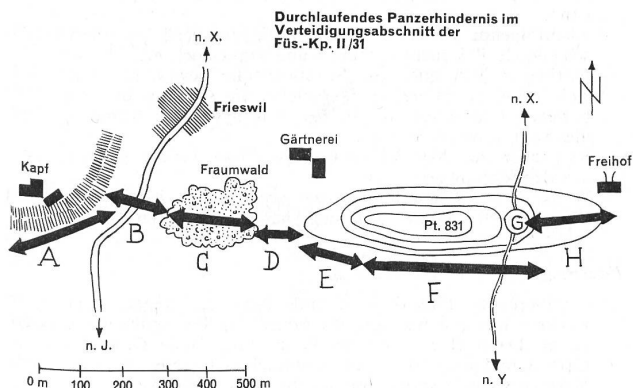 Durchlaufendes Panzerhindernis im
Verteidigungsabschnitt der
Füs.-Kp. II/31
n. X.
N
Frieswil
n. X.
Gärtnerei
Kapf
Fraumwald
Freihof
Pt. 831
G
A
B
C
D
E
F
H
n. J.
n. Y
0 m 100 200 300 400 500 m